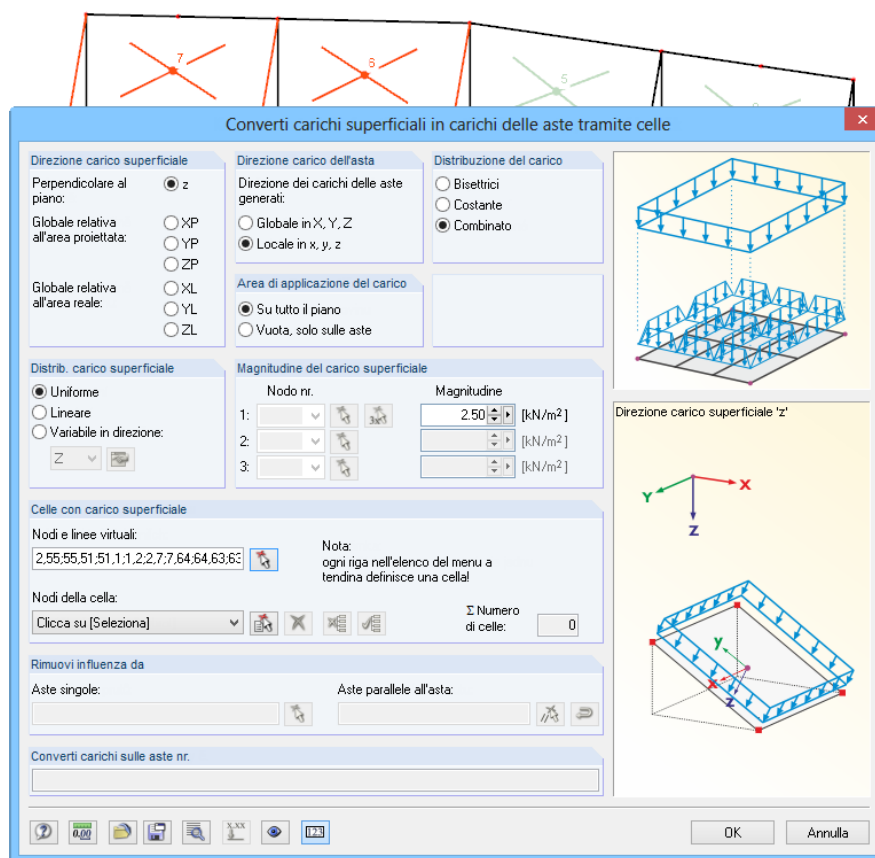 7
6
5
Converti carichi superficiali in carichi delle aste tramite celle
Direzione carico superficiale
Perpendicolare al
piano:
z
Globale relativa
all'area proiettata:
XP
YP
ZP
Globale relativa
all'area reale:
XL
YL
ZL
Direzione carico dell'asta
Direzione dei carichi delle aste
generati:
Globale in X, Y, Z
Locale in x, y, z
Distribuzione del carico
Bisettrici
Costante
Combinato
Area di applicazione del carico
Su tutto il piano
Vuota, solo sulle aste
Distrib. carico superficiale
Uniforme
Lineare
Variabile in direzione:
Z
Magnitudine del carico superficiale
Nodo nr. Magnitudine
1: 3x 2.50 [kN/m²]
2: [kN/m²]
3: [kN/m²]
Direzione carico superficiale 'z'
X
Y
Z
y
x
z
Celle con carico superficiale
Nodi e linee virtuali:
2,55;55,51;51,1;1,2;2,7;7,64;64,63;63
Nota:
ogni riga nell'elenco del menu a
tendina definisce una cella!
Nodi della cella:
Clicca su [Seleziona]
Σ Numero
di celle: 0
Rimuovi influenza da
Aste singole:
Aste parallele all'asta:
Converti carichi sulle aste nr.
0.00
x.xx
123
OK
Annulla